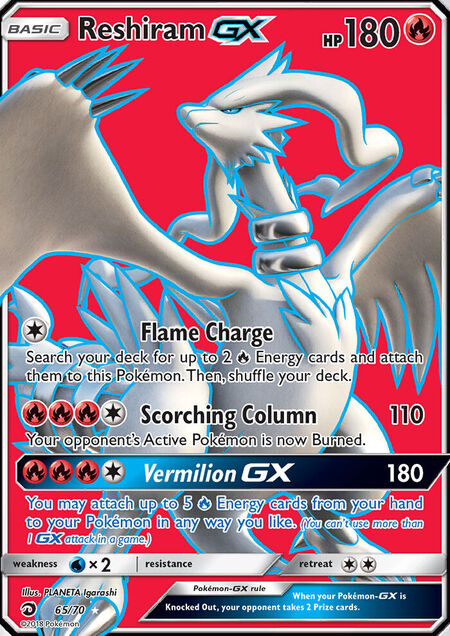 BASIC Reshiram GX HP 180
Flame Charge
Search your deck for up to 2 Energy cards and attach
them to this Pokémon. Then, shuffle your deck.
Scorching Column 110
Your opponent's Active Pokémon is now Burned.
Vermilion GX 180
You may attach up to 5 Energy cards from your hand
to your Pokémon in any way you like. (You can't use more than
1 GX attack in a game.)
weakness ×2 resistance retreat
Illus. PLANETA Igarashi
Pokémon-GX rule
When your Pokémon-GX is
Knocked Out, your opponent takes 2 Prize cards.
65/70
©2018 Pokémon